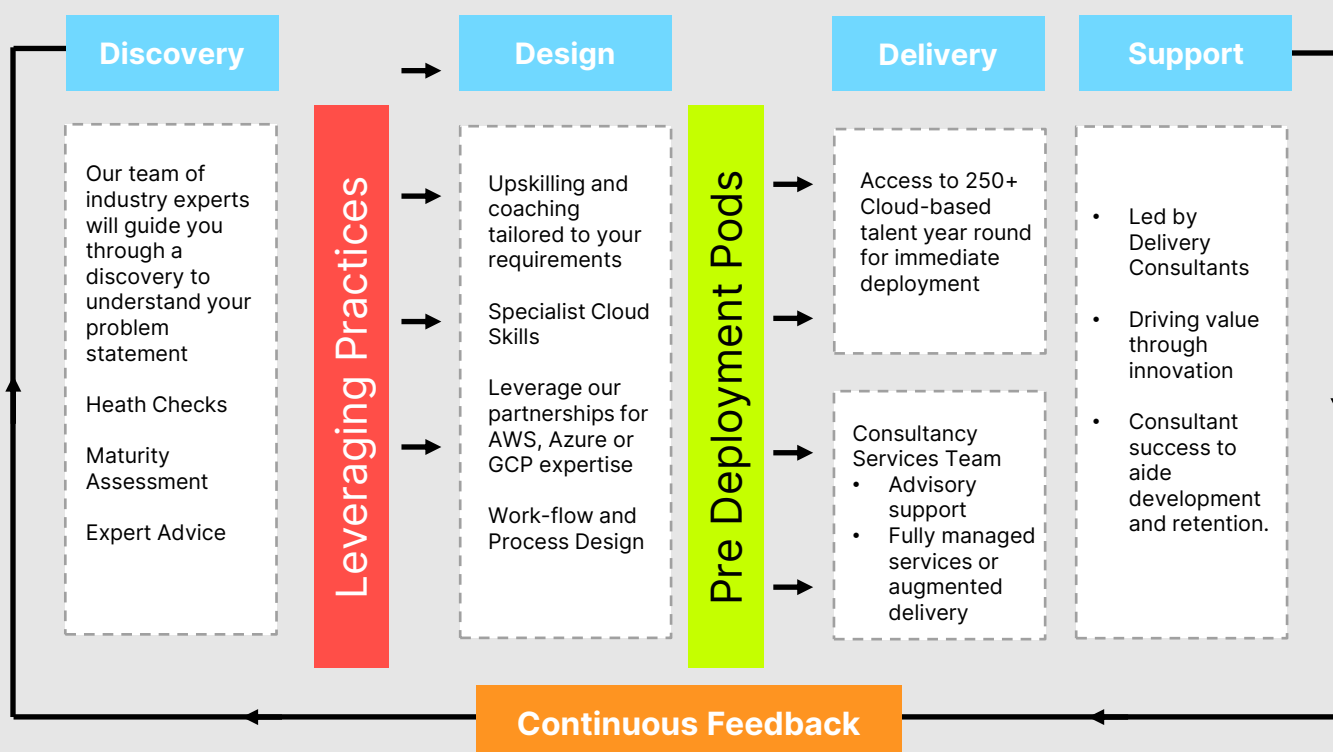 Discovery
Our team of
industry experts
will guide you
through a
discovery to
understand your
problem
statement
Heath Checks
Maturity
Assessment
Expert Advice
Leveraging Practices
Design
Upskilling and
coaching
tailored to your
requirements
Specialist Cloud
Skills
Leverage our
partnerships for
AWS, Azure or
GCP expertise
Work-flow and
Process Design
Pre Deployment Pods
Delivery
Access to 250+
Cloud-based
talent year round
for immediate
deployment
Consultancy
Services Team
• Advisory
support
• Fully managed
services or
augmented
delivery
Support
• Led by
Delivery
Consultants
• Driving value
through
innovation
• Consultant
success to
aide
development
and retention.
Continuous Feedback